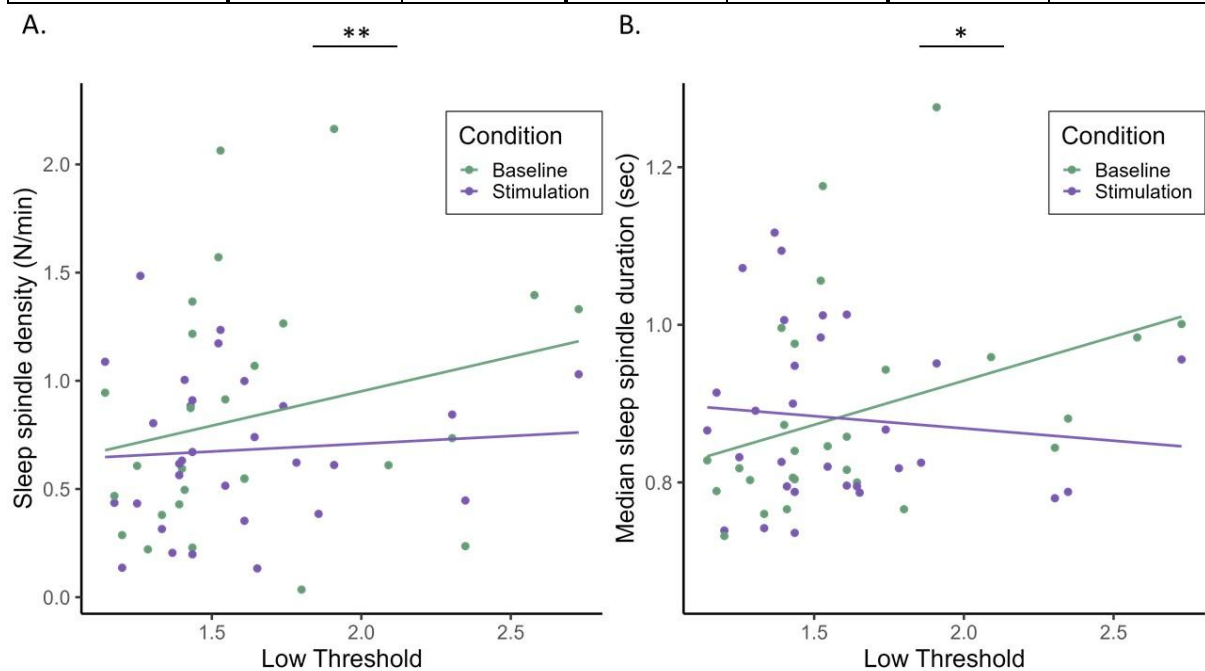 A.
**
Sleep spindle density (N/min)
2.0
1.5
1.0
0.5
0.0
Condition
Baseline
Stimulation
1.5 2.0 2.5
Low Threshold
B.
*
Median sleep spindle duration (sec)
1.2
1.0
0.8
Condition
Baseline
Stimulation
1.5 2.0 2.5
Low Threshold